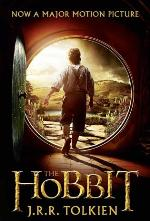 NOW A MAJOR MOTION PICTURE
THE
HOBBIT
J.R.R. TOLKIEN